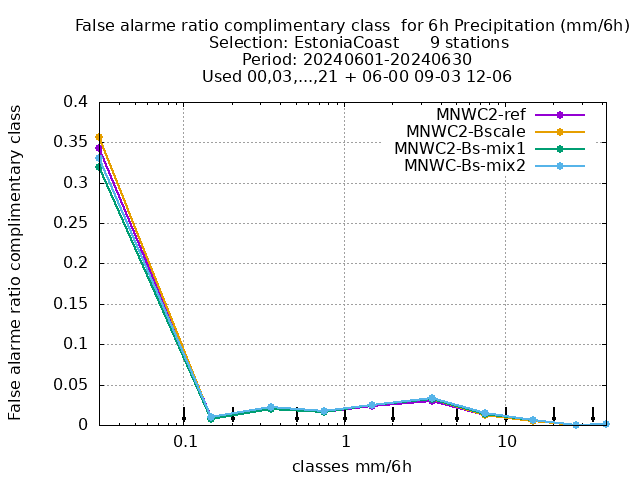 False alarme ratio complimentary class  for 6h Precipitation (mm/6h)
Selection: EstoniaCoast      9 stations
Period: 20240601-20240630
Used 00,03,...,21 + 06-00 09-03 12-06
False alarme ratio complimentary class
0.4
0.35
0.3
0.25
0.2
0.15
0.1
0.05
0
MNWC2-ref
MNWC2-Bscale
MNWC2-Bs-mix1
MNWC-Bs-mix2
0.1
1
10
classes mm/6h